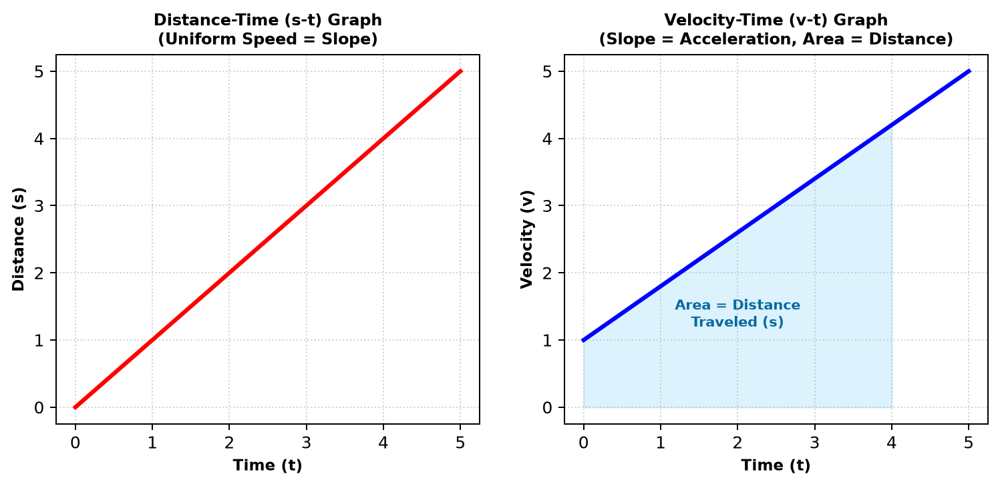 Distance-Time (s-t) Graph
(Uniform Speed = Slope)
5
4
3
2
1
0
Distance (s)
0 1 2 3 4 5
Time (t)
Velocity-Time (v-t) Graph
(Slope = Acceleration, Area = Distance)
5
4
3
2
1
0
Velocity (v)
Area = Distance
Traveled (s)
0 1 2 3 4 5
Time (t)